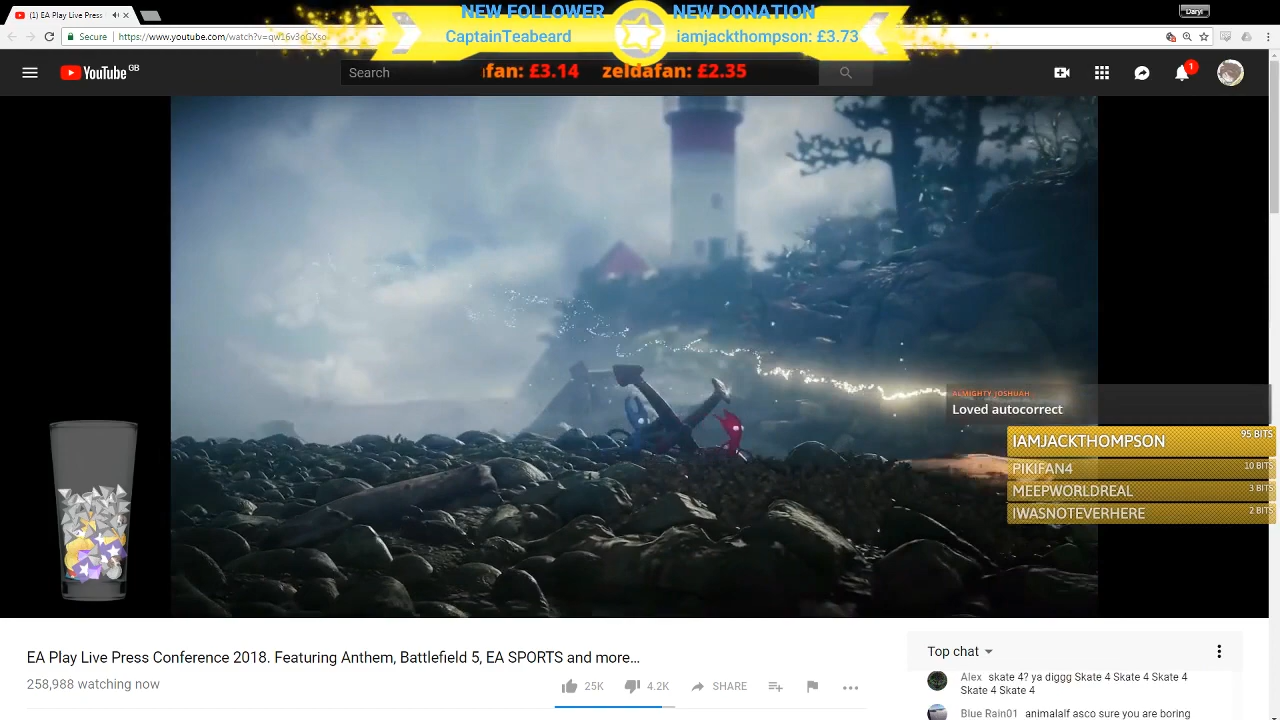 (1) EA Play Live Press
Daryl
NEW FOLLOWER
NEW DONATION
CaptainTeabeard
iamjackthompson: £3.73
Secure
https://www.youtube.com/watch?v=qw16v3oGXso
YouTube GB
Search
fan: £3.14 zeldafan: £2.35
1
ALMIGHTY JOSHUAH
Loved autocorrect
IAMJACKTHOMPSON 95 BITS
PIKIFAN4 10 BITS
MEEPWORLDREAL 3 BITS
IWASNOTEVERHERE 2 BITS
EA Play Live Press Conference 2018. Featuring Anthem, Battlefield 5, EA SPORTS and more...
258,988 watching now
25K
4.2K
SHARE
Top chat
Alex skate 4? ya diggg Skate 4 Skate 4 Skate 4
Skate 4 Skate 4
Blue Rain01 animalalf asco sure you are boring